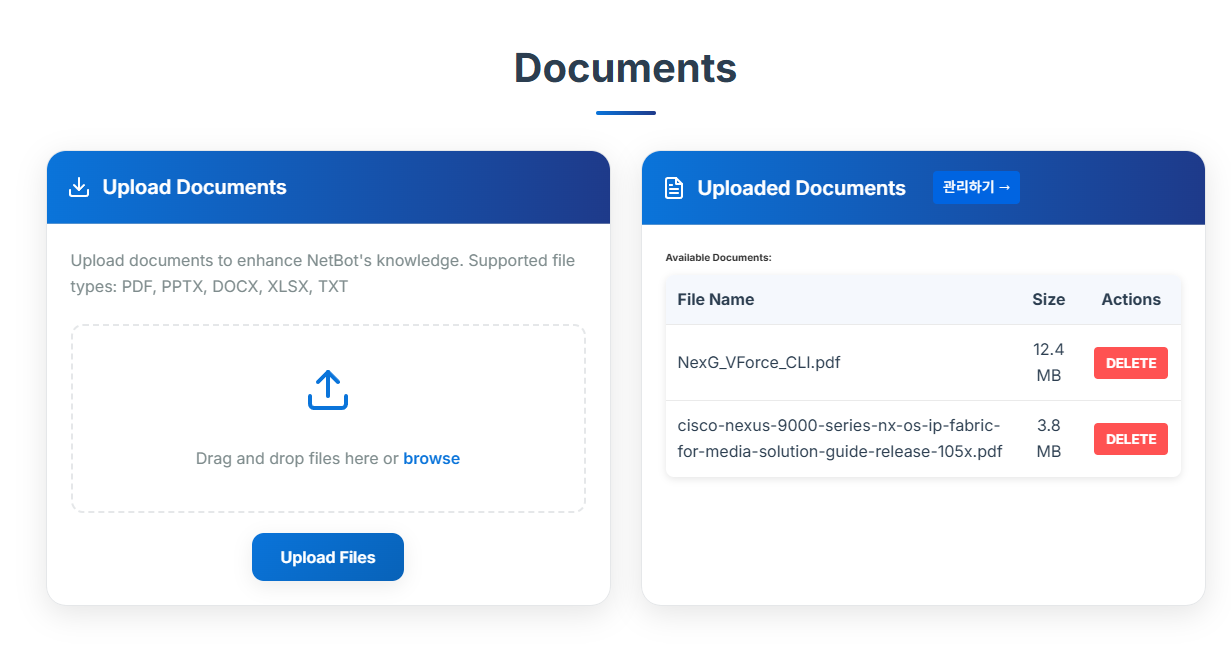 Documents
Upload Documents
Upload documents to enhance NetBot's knowledge. Supported file
types: PDF, PPTX, DOCX, XLSX, TXT
Drag and drop files here or browse
Upload Files
Uploaded Documents 관리하기 →
Available Documents:
File Name Size Actions
NexG_VForce_CLI.pdf 12.4 MB DELETE
cisco-nexus-9000-series-nx-os-ip-fabric-
for-media-solution-guide-release-105x.pdf 3.8 MB DELETE